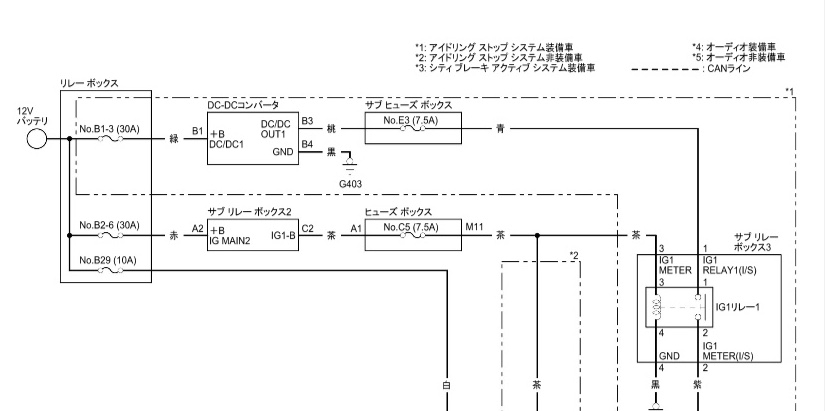 *1: アイドリング ストップ システム装備車
*2: アイドリング ストップ システム非装備車
*3: シティ ブレーキ アクティブ システム装備車
*4: オーディオ装備車
*5: オーディオ非装備車
: CANライン
リレー ボックス
*1
12V
バッテリ
No.B1-3 (30A)
緑
B1
DC-DCコンバータ
+B
DC/DC1
DC/DC
OUT1
GND
B3
桃
B4
黒
G403
サブ ヒューズ ボックス
No.E3 (7.5A)
青
No.B2-6 (30A)
赤
A2
サブ リレー ボックス2
+B
IG MAIN2
IG1-B
C2
茶
A1
ヒューズ ボックス
No.C5 (7.5A)
M11
茶
茶
サブ リレー
ボックス3
No.B29 (10A)
*2
3
1
IG1
METER
IG1
RELAY1(I/S)
3
1
IG1リレー1
4
2
GND
IG1
METER(I/S)
4
2
白
茶
黒
紫